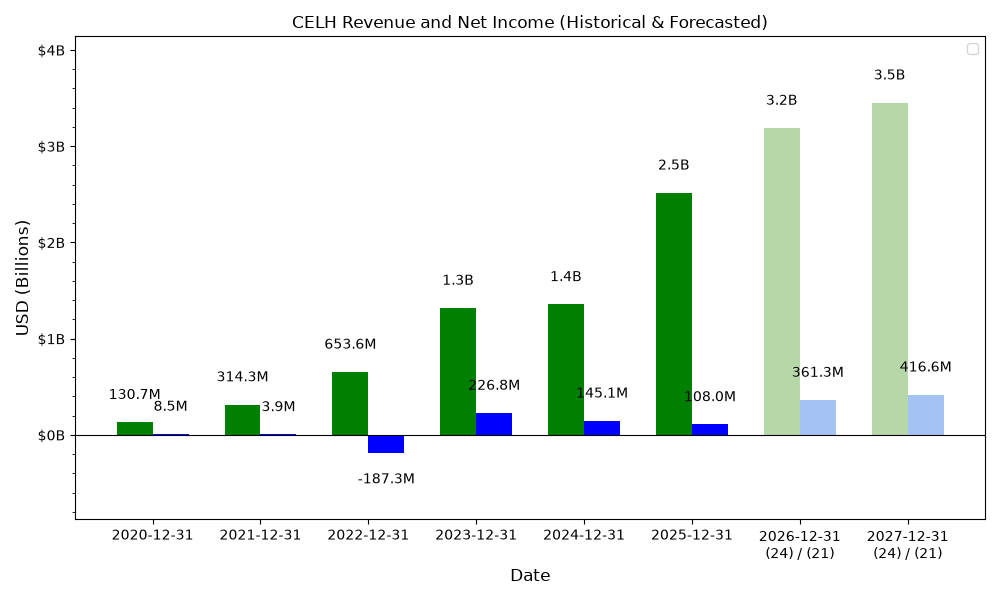 CELH Revenue and Net Income (Historical & Forecasted)
$4B
$3B
$2B
$1B
$0B
USD (Billions)
130.7M
8.5M
314.3M
3.9M
653.6M
-187.3M
1.3B
226.8M
1.4B
145.1M
2.5B
108.0M
3.2B
361.3M
3.5B
416.6M
2020-12-31
2021-12-31
2022-12-31
2023-12-31
2024-12-31
2025-12-31
2026-12-31
(24) / (21)
2027-12-31
(24) / (21)
Date